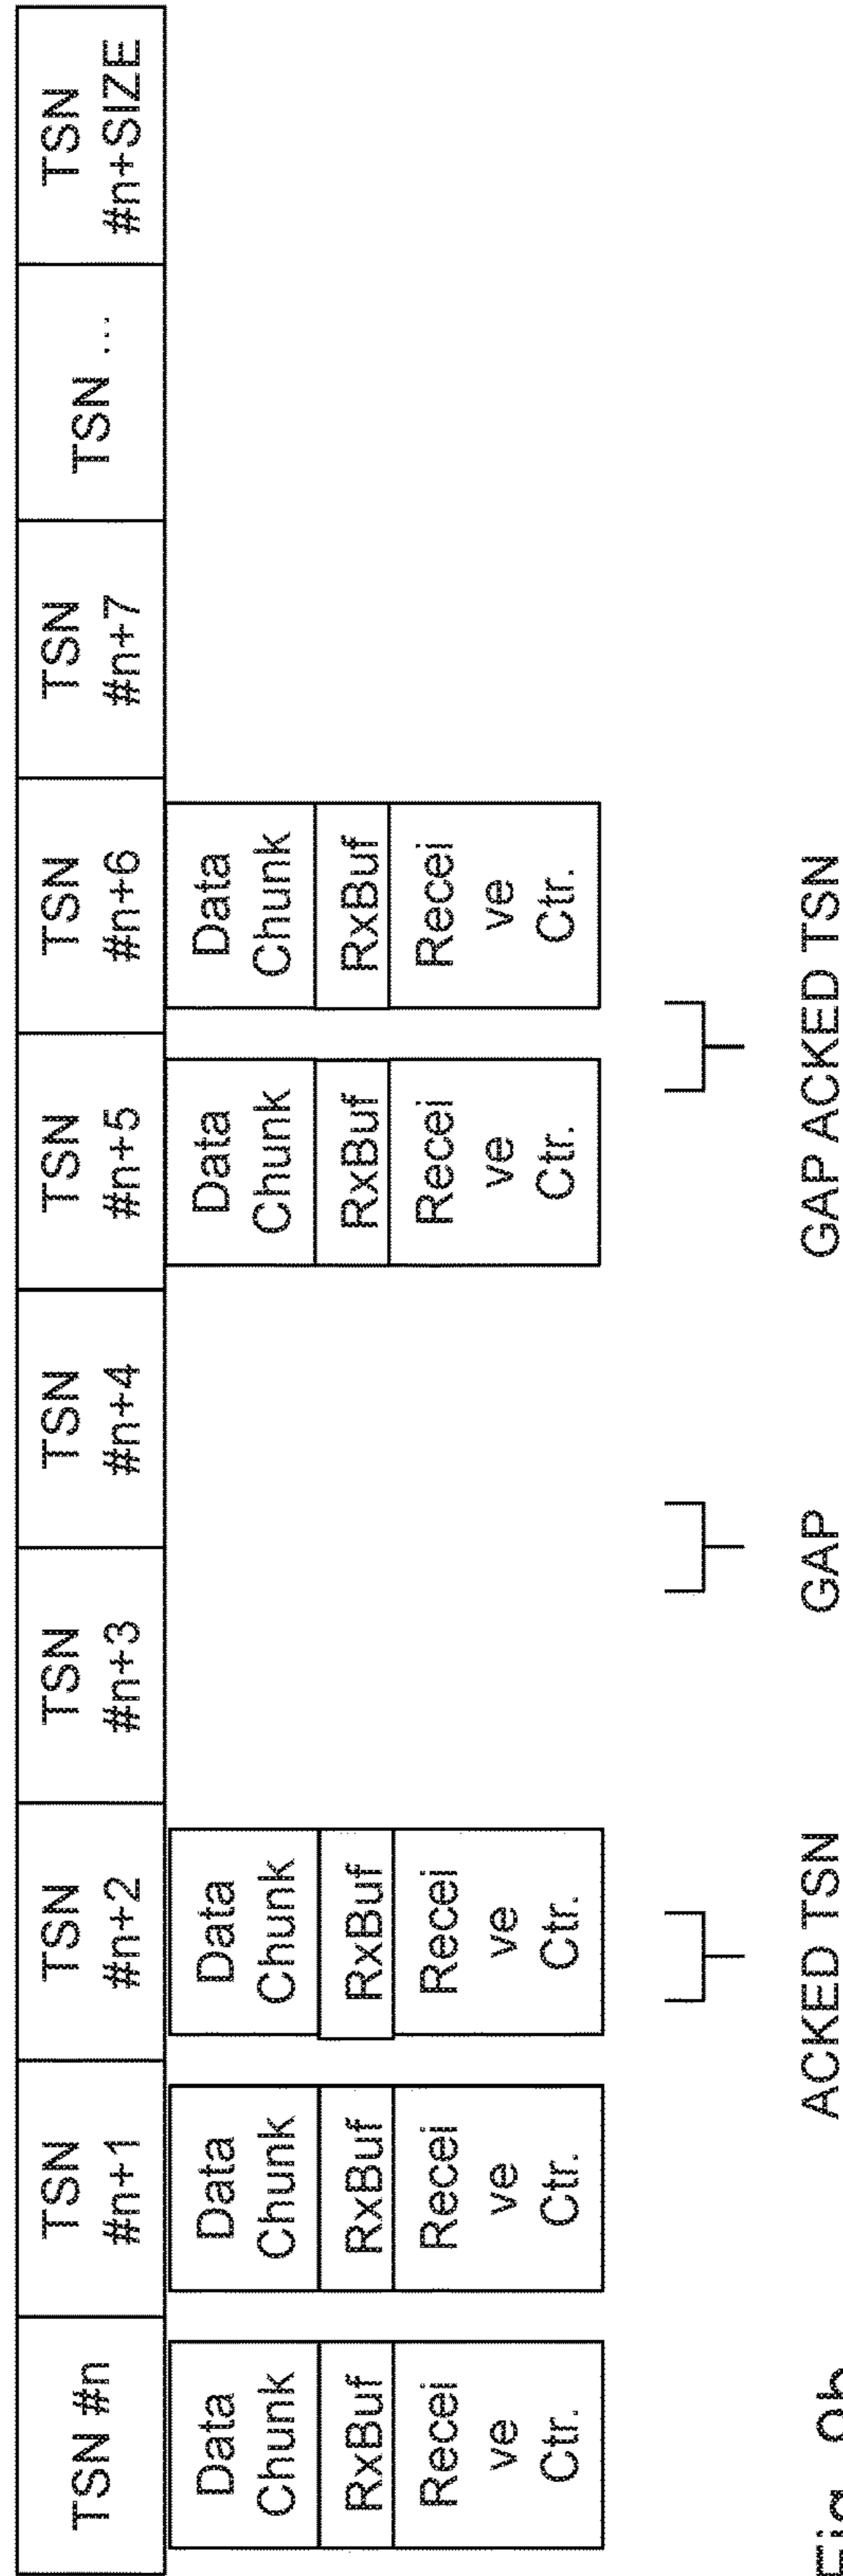 TSN #n
TSN
#n+1
TSN
#n+2
TSN
#n+3
TSN
#n+4
TSN
#n+5
TSN
#n+6
TSN
#n+7
TSN ...
TSN
#n+SIZE
Data
Chunk
RxBuf
Recei
ve
Ctr.
Data
Chunk
RxBuf
Recei
ve
Ctr.
Data
Chunk
RxBuf
Recei
ve
Ctr.
Data
Chunk
RxBuf
Recei
ve
Ctr.
Data
Chunk
RxBuf
Recei
ve
Ctr.
ACKED TSN
GAP
GAP ACKED TSN
Fig.